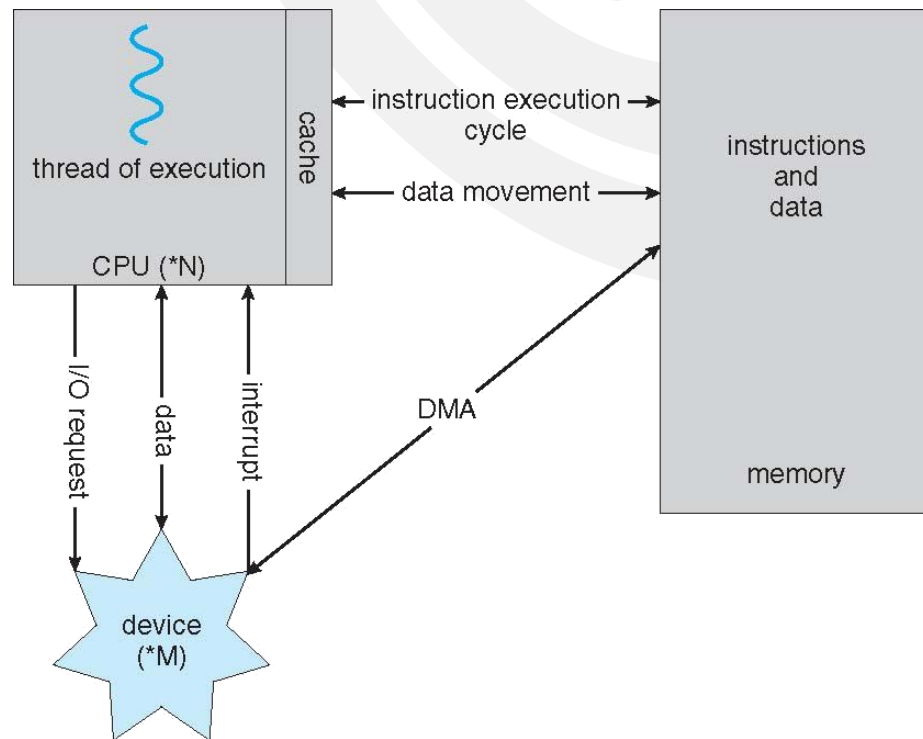 thread of execution
cache
CPU (*N)
instruction execution
cycle
data movement
instructions
and
data
memory
I/O request
data
interrupt
DMA
device
(*M)